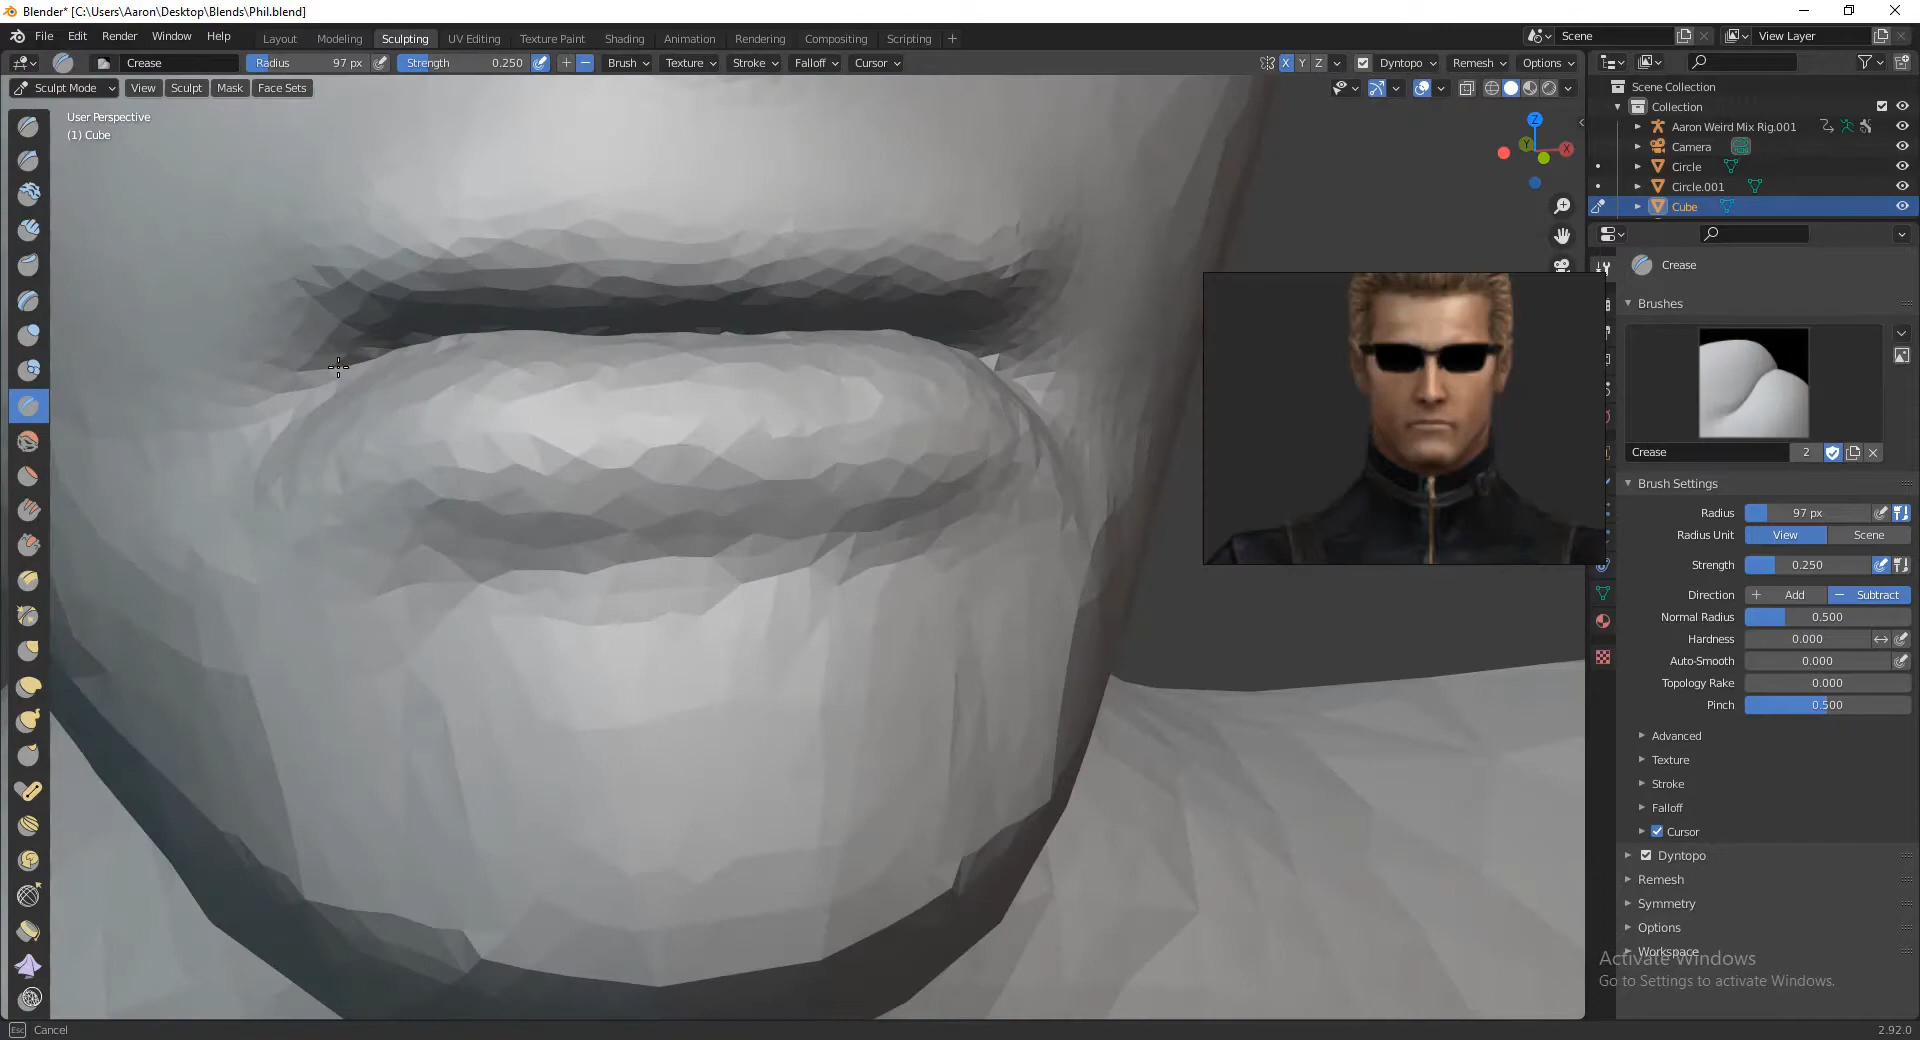 Blender* [C:\Users\Aaron\Desktop\Blends\Phil.blend]
File Edit Render Window Help
Layout Modeling Sculpting UV Editing Texture Paint Shading Animation Rendering Compositing Scripting +
Scene View Layer
Crease Radius 97 px Strength 0.250 Brush Texture Stroke Falloff Cursor X Y Z Dyntopo Remesh Options
Sculpt Mode View Sculpt Mask Face Sets
User Perspective
(1) Cube
Z
Y X
Scene Collection
Collection
Aaron Weird Mix Rig.001
Camera
Circle
Circle.001
Cube
Crease
Brushes
Crease 2
Brush Settings
Radius 97 px
Radius Unit View Scene
Strength 0.250
Direction + Add − Subtract
Normal Radius 0.500
Hardness 0.000
Auto-Smooth 0.000
Topology Rake 0.000
Pinch 0.500
Advanced
Texture
Stroke
Falloff
Cursor
Dyntopo
Remesh
Symmetry
Options
Workspace
Activate Windows
Go to Settings to activate Windows.
Esc Cancel 2.92.0